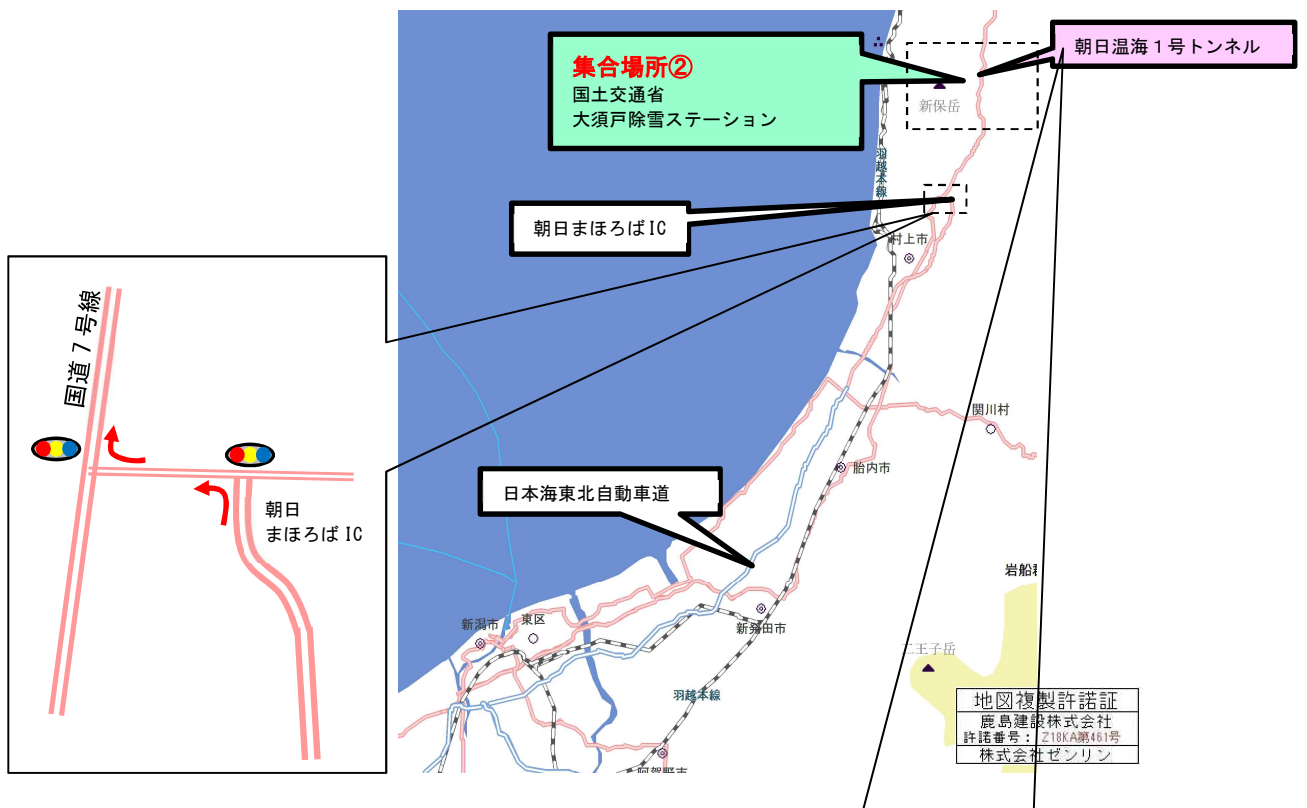 集合場所②
国土交通省
大須戸除雪ステーション
朝日温海1号トンネル
新保岳
羽越本線
朝日まほろばIC
村上市
国道7号線
朝日
まほろば IC
関川村
胎内市
日本海東北自動車道
岩船
新潟市
東区
新発田市
二王子岳
羽越本線
阿賀野市
地図複製許諾証
鹿島建設株式会社
許諾番号：Z18KA第461号
株式会社ゼンリン